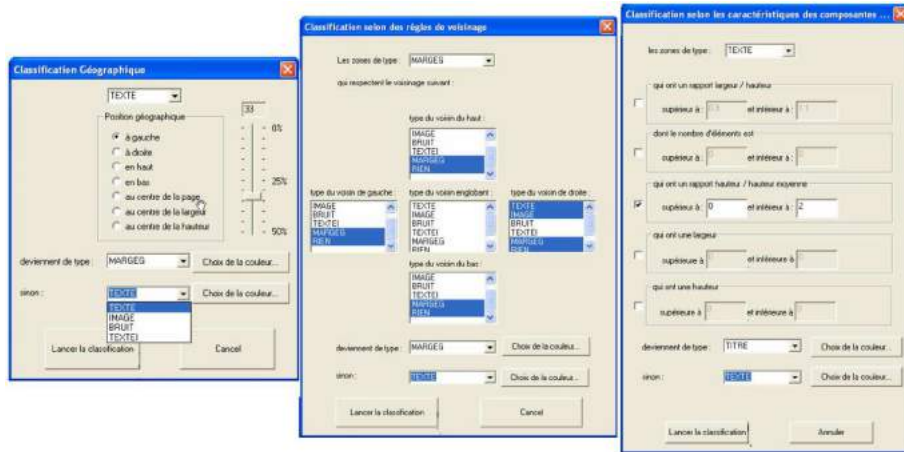 Classification Géographique
TEXTE
33
Position géographique
à gauche
à droite
en haut
en bas
au centre de la page
au centre de la largeur
au centre de la hauteur
0%
25%
50%
deviennent de type : MARGEG Choix de la couleur...
sinon : TEXTE Choix de la couleur...
TEXTE
IMAGE
BRUIT
TEXTEI
Lancer la classification Cancel
Classification selon des règles de voisinage
Les zones de type : MARGEG
qui respectent le voisinage suivant :
type du voisin du haut :
IMAGE
BRUIT
TEXTEI
MARGEG
RIEN
type du voisin de gauche :
IMAGE
BRUIT
TEXTEI
MARGEG
RIEN
type du voisin englobant :
TEXTE
IMAGE
BRUIT
TEXTEI
MARGEG
RIEN
type du voisin de droite :
TEXTE
IMAGE
BRUIT
TEXTEI
MARGEG
RIEN
type du voisin du bas :
IMAGE
BRUIT
TEXTEI
MARGEG
RIEN
deviennent de type : MARGEG Choix de la couleur...
sinon : TEXTE Choix de la couleur...
Lancer la classification Cancel
Classification selon les caractéristiques des composantes ...
les zones de type : TEXTE
qui ont un rapport largeur / hauteur
supérieur à : et inférieur à :
dont le nombre d'éléments est
supérieur à : et inférieur à :
qui ont un rapport hauteur / hauteur moyenne
supérieur à : 0 et inférieur à : 2
qui ont une largeur
supérieure à et inférieure à
qui ont une hauteur
supérieure à et inférieure à
deviennent de type : TITRE Choix de la couleur...
sinon : TEXTE Choix de la couleur...
Lancer la classification Annuler